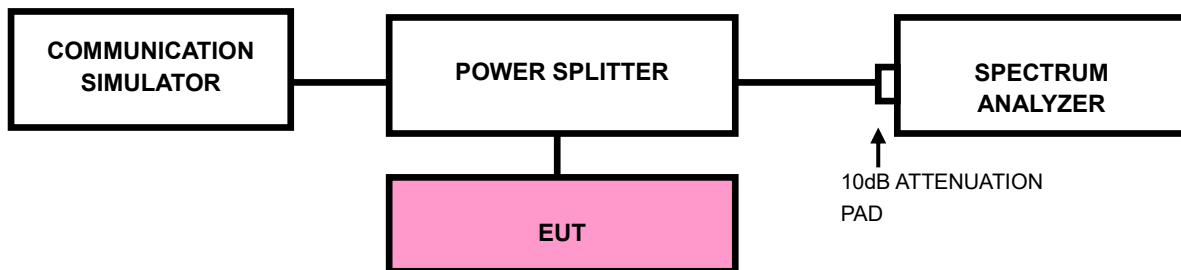 COMMUNICATION
SIMULATOR
POWER SPLITTER
SPECTRUM
ANALYZER
10dB ATTENUATION
PAD
EUT